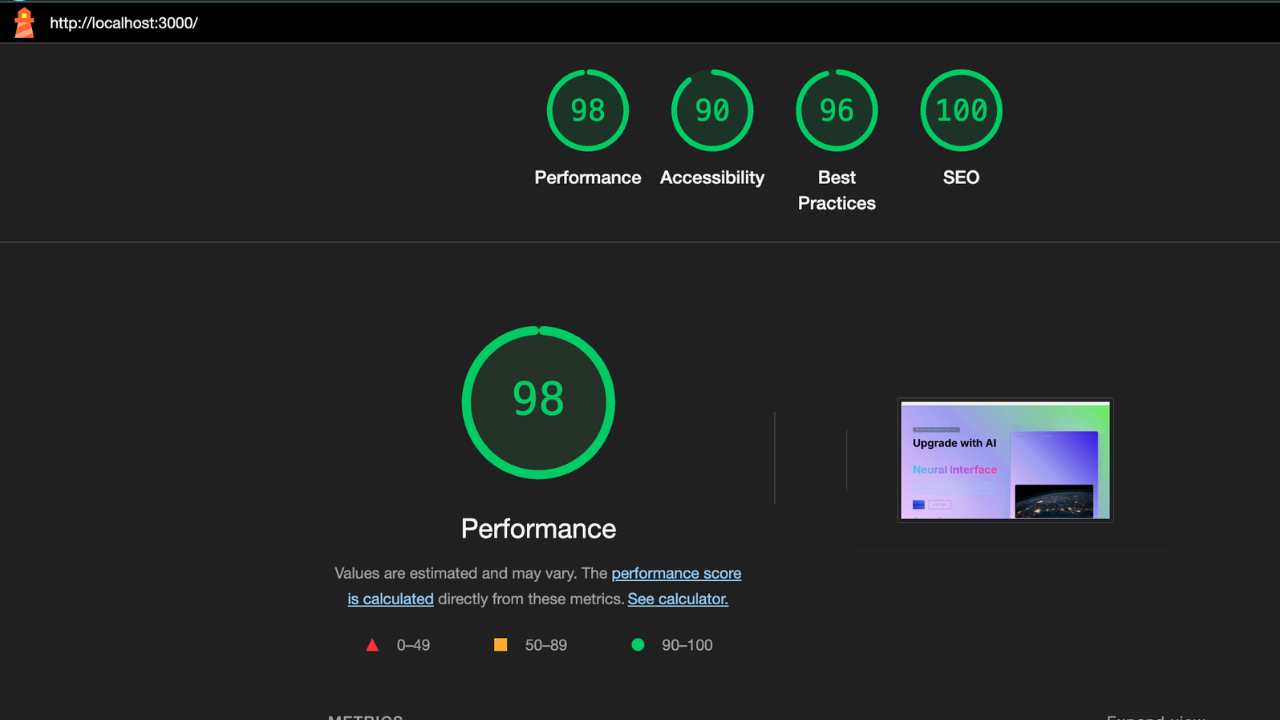 http://localhost:3000/
98
90
96
100
Performance
Accessibility
Best
Practices
SEO
98
Performance
Values are estimated and may vary. The performance score
is calculated directly from these metrics. See calculator.
0–49
50–89
90–100
Upgrade with AI
Neural Interface
METRICS
Expand view